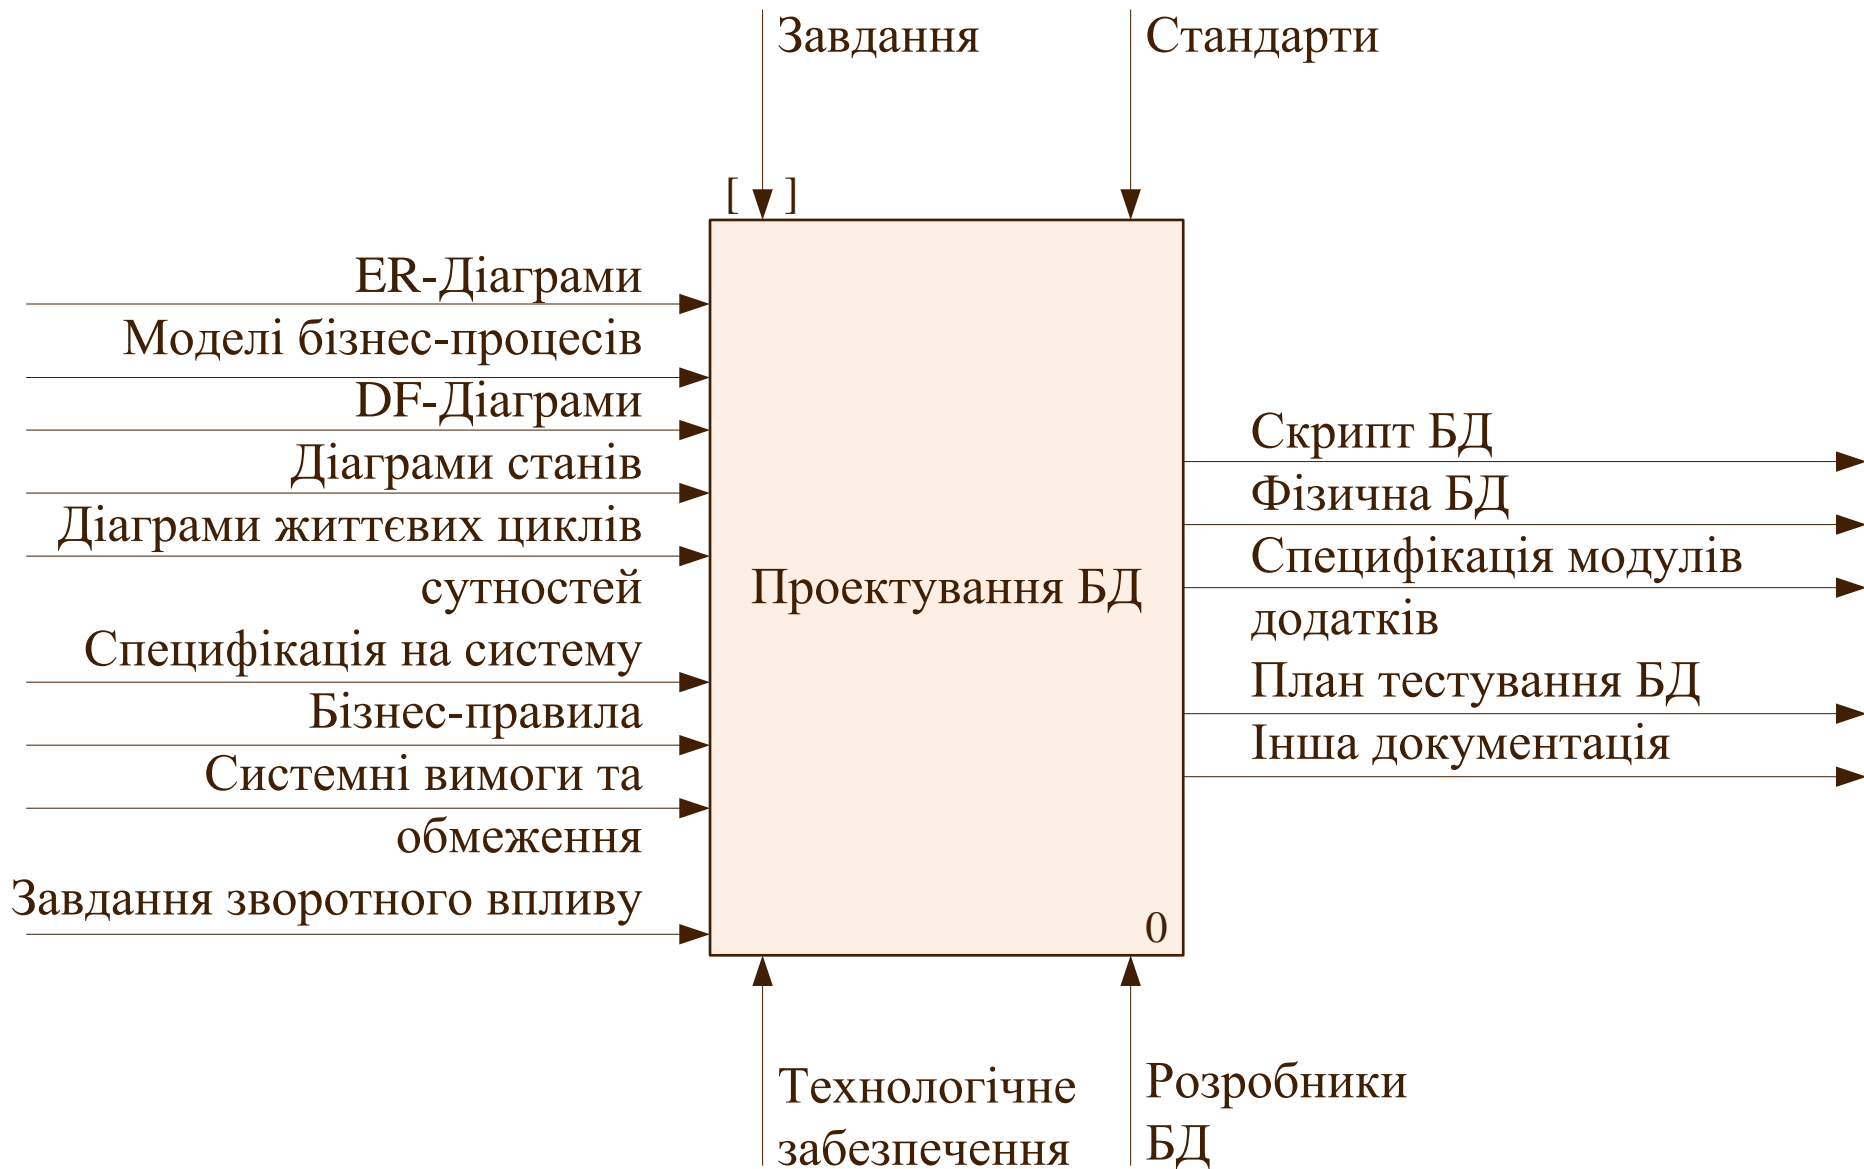 Завдання
Стандарти
[ ]
ER-Діаграми
Моделі бізнес-процесів
DF-Діаграми
Діаграми станів
Діаграми життєвих циклів
сутностей
Специфікація на систему
Бізнес-правила
Системні вимоги та
обмеження
Завдання зворотного впливу
Проектування БД
0
Скрипт БД
Фізична БД
Специфікація модулів
додатків
План тестування БД
Інша документація
Технологічне
забезпечення
Розробники
БД